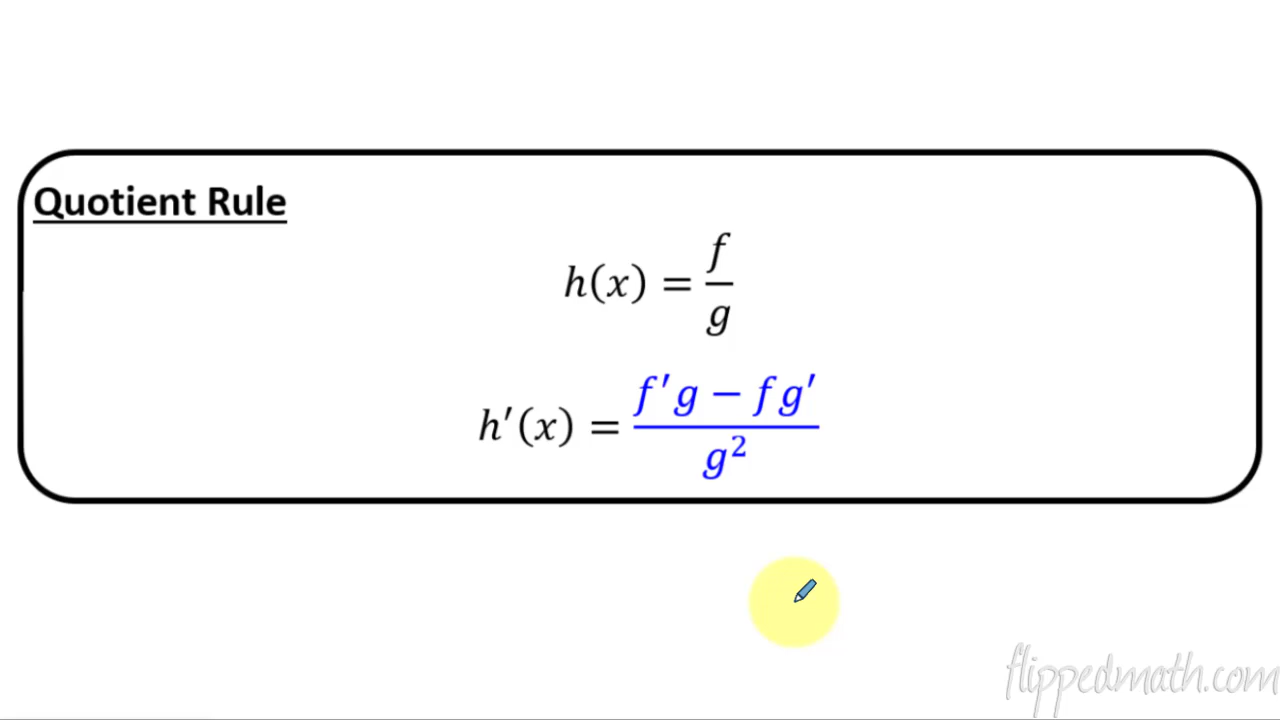 Quotient Rule
h(x) = f/g
h′(x) = (f′g − fg′)/g²
flippedmath.com